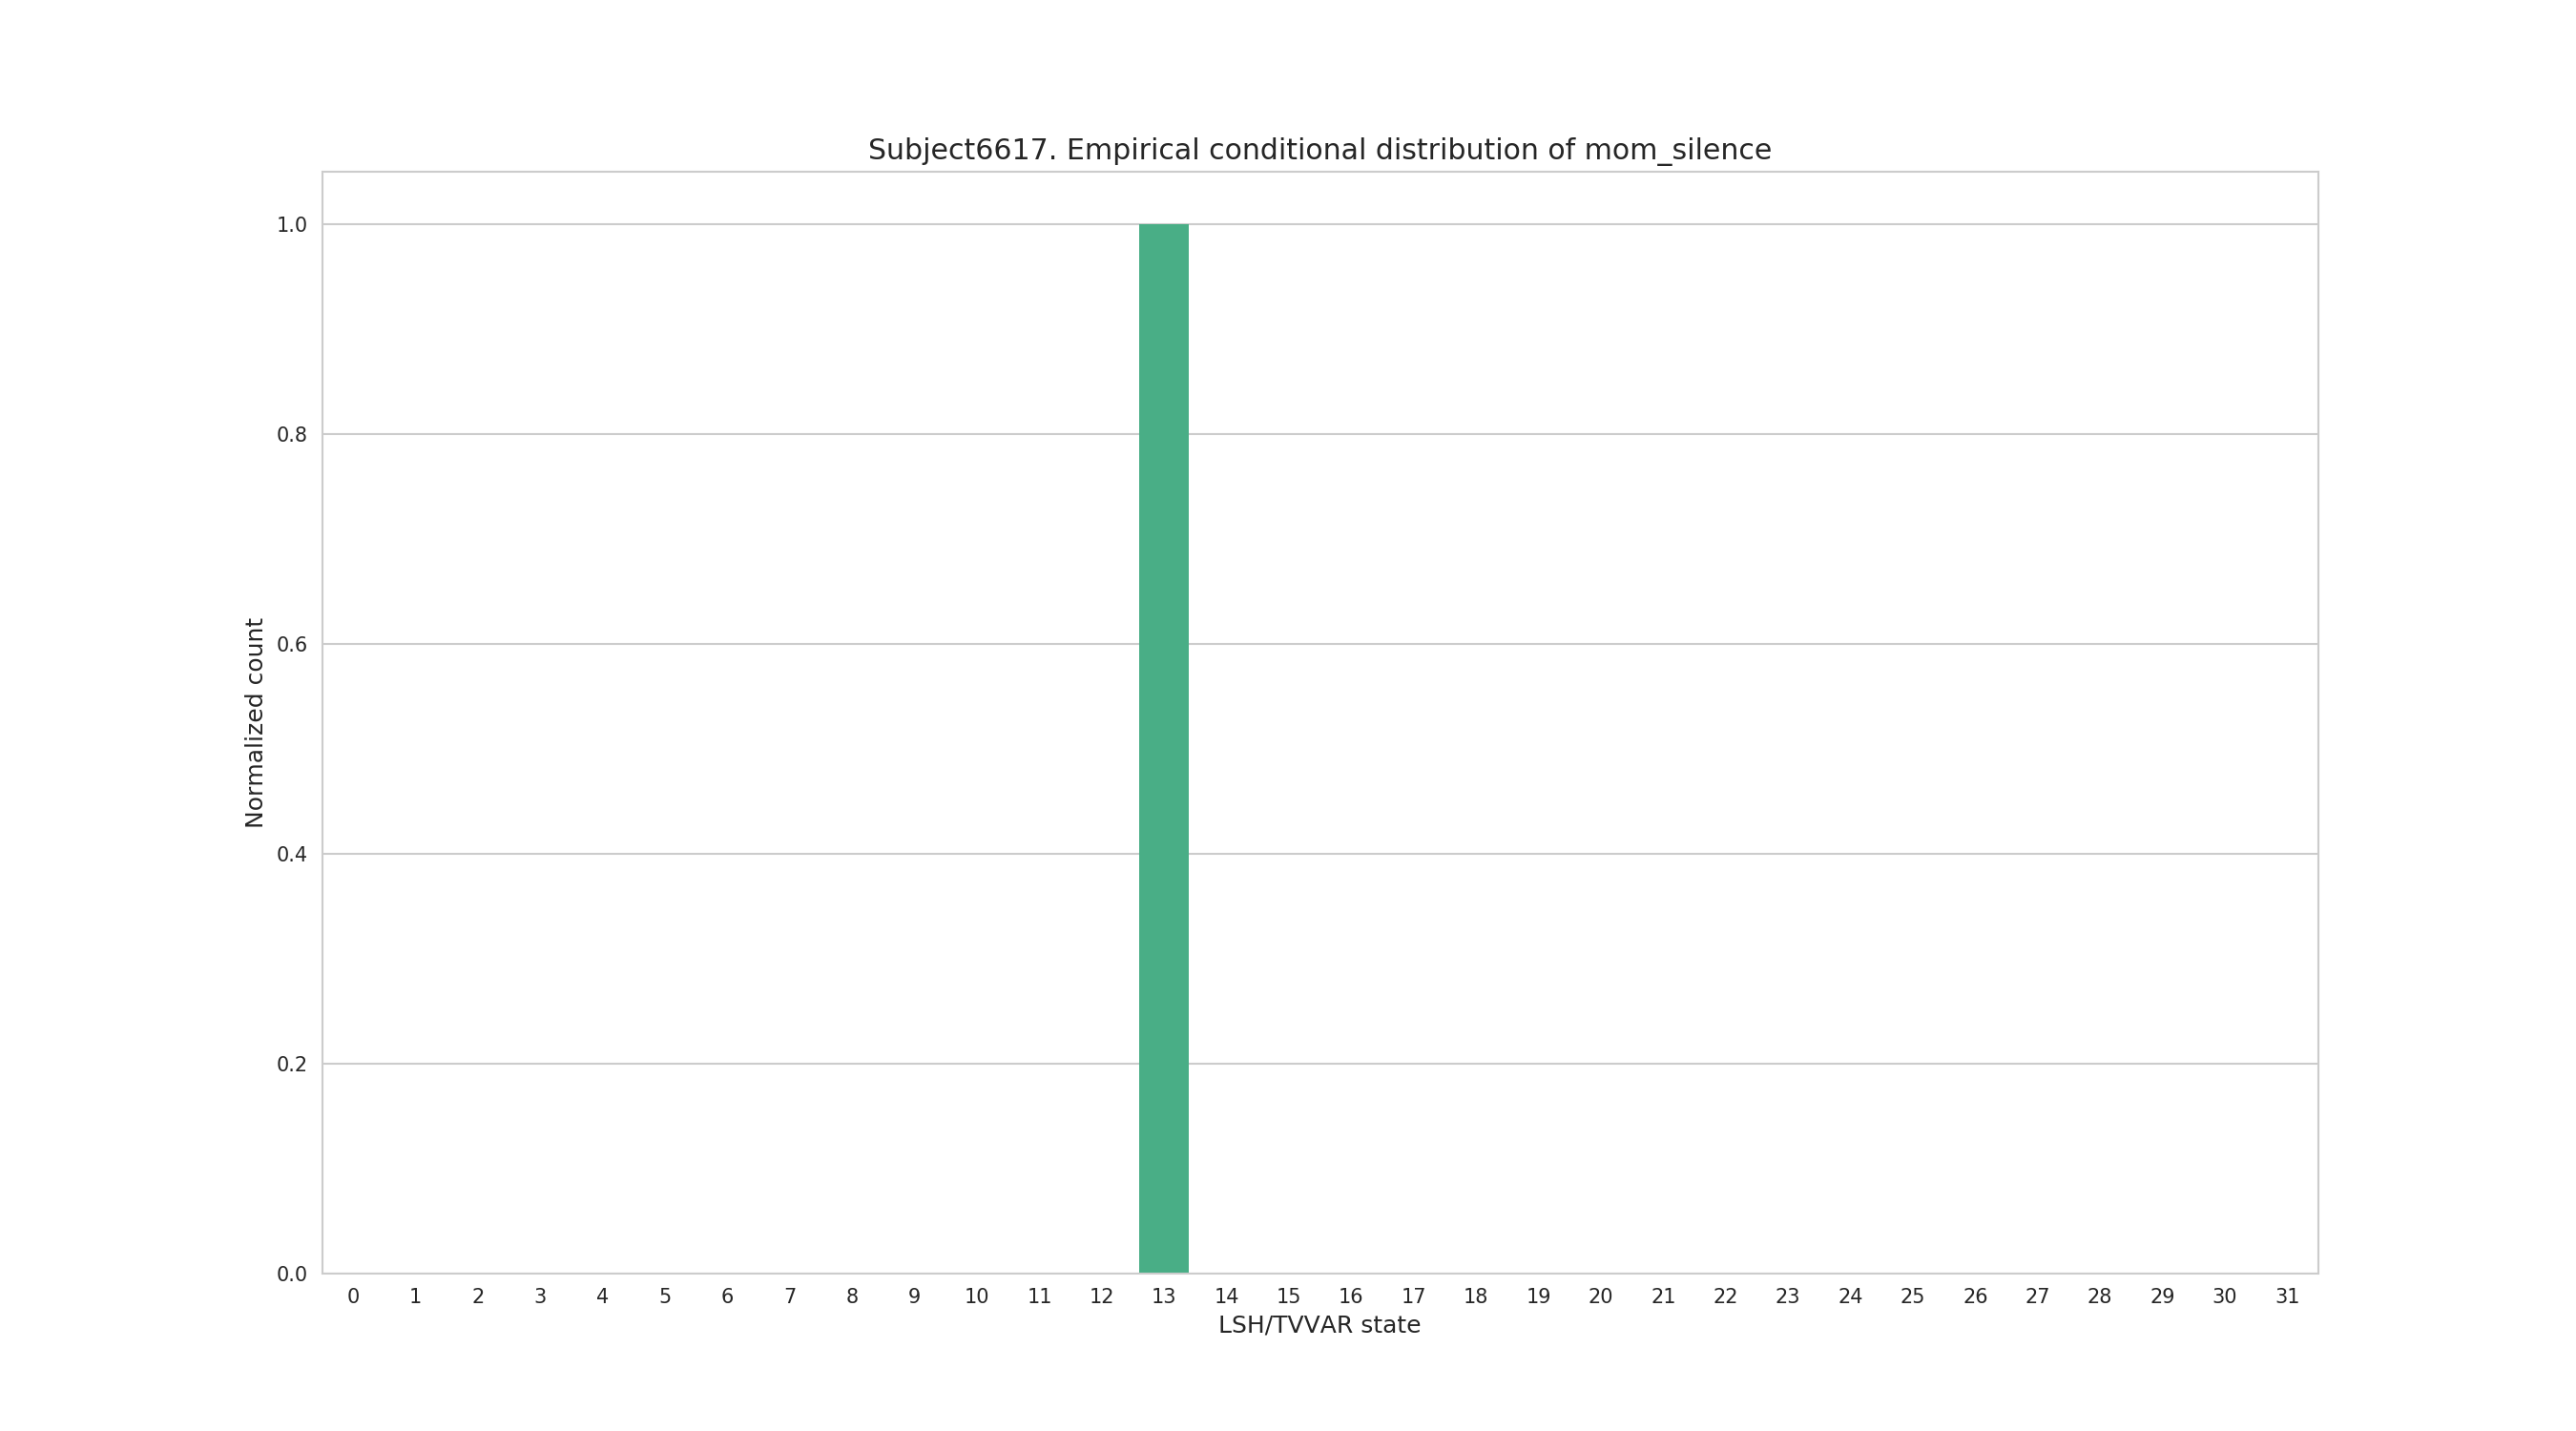 Subject6617. Empirical conditional distribution of mom_silence
1.0
0.8
0.6
0.4
0.2
0.0
Normalized count
0 1 2 3 4 5 6 7 8 9 10 11 12 13 14 15 16 17 18 19 20 21 22 23 24 25 26 27 28 29 30 31
LSH/TVVAR state